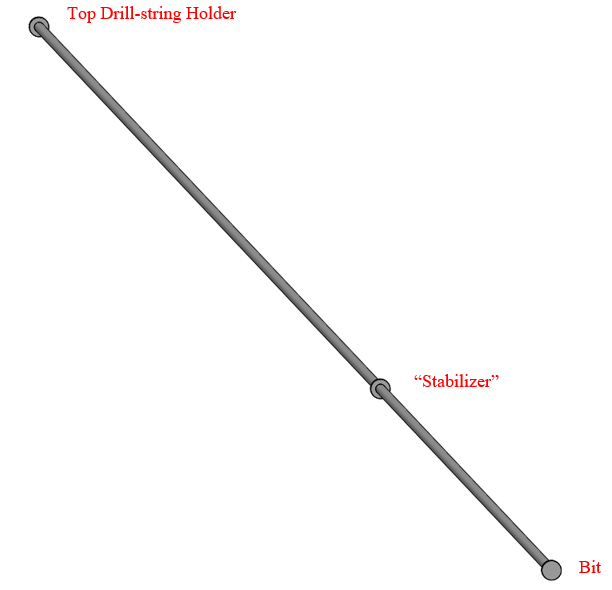 Top Drill-string Holder
“Stabilizer”
Bit